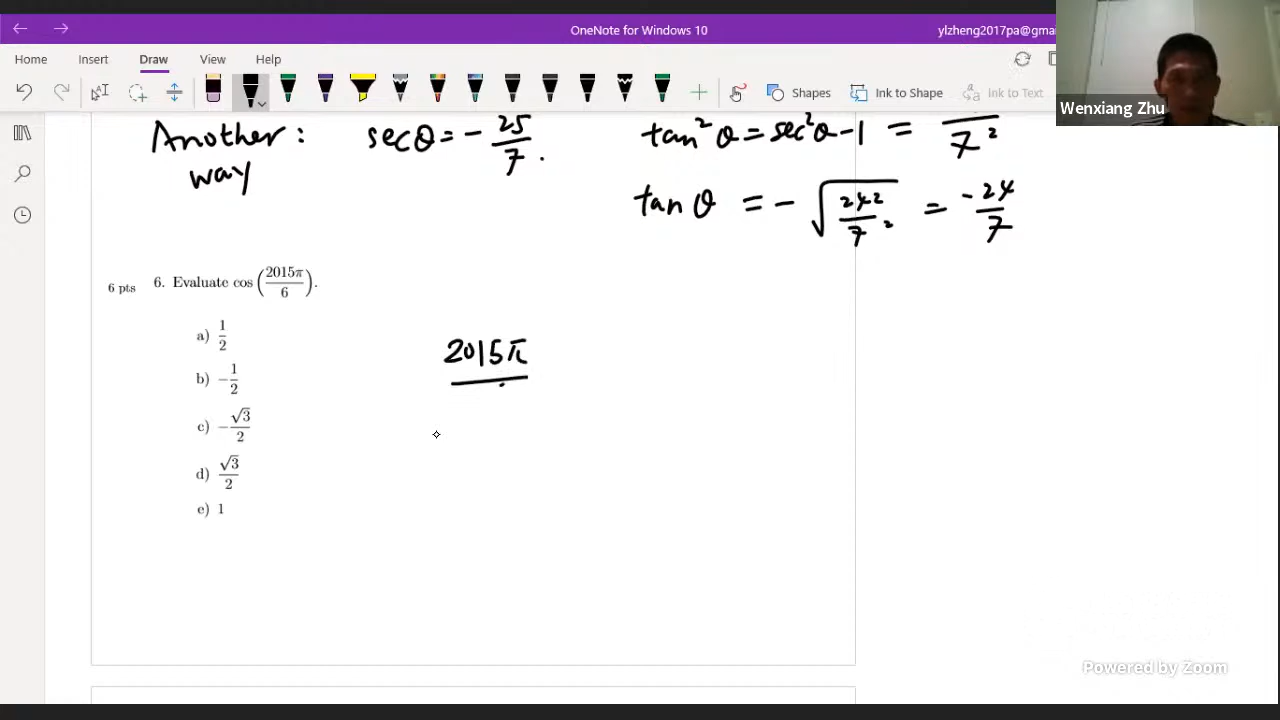 OneNote for Windows 10
ylzheng2017pa@gmai
Home Insert Draw View Help
Shapes Ink to Shape Ink to Text
Wenxiang Zhu
Another: way
secθ = - 25/7 .
tan²θ = sec²θ - 1 = /7²
tan θ = - √(24²/7²) = -24/7
6 pts 6. Evaluate cos(2015π/6).
a) 1/2
b) -1/2
c) -√3/2
d) √3/2
e) 1
2015π
Powered by Zoom